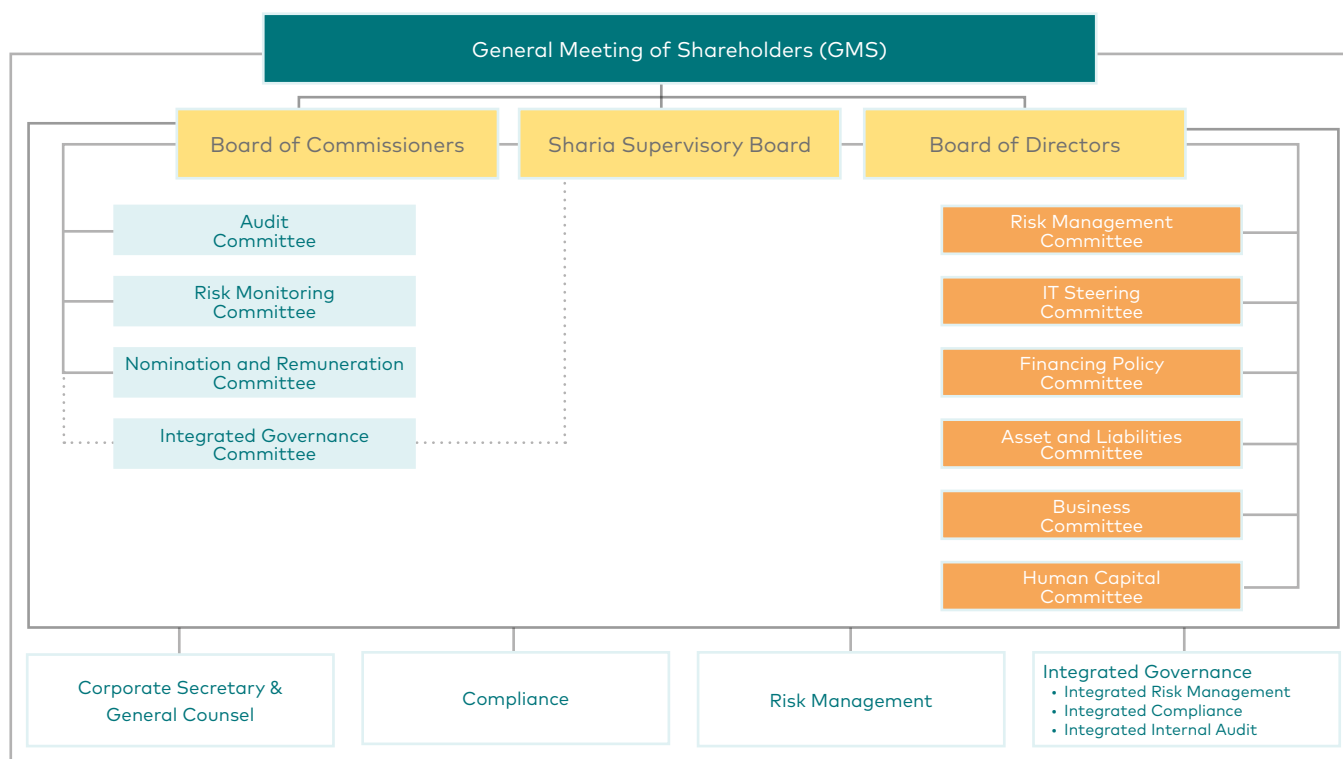 General Meeting of Shareholders (GMS)
Board of Commissioners
Sharia Supervisory Board
Board of Directors
Audit
Committee
Risk Monitoring
Committee
Nomination and Remuneration
Committee
Integrated Governance
Committee
Risk Management
Committee
IT Steering
Committee
Financing Policy
Committee
Asset and Liabilities
Committee
Business
Committee
Human Capital
Committee
Corporate Secretary &
General Counsel
Compliance
Risk Management
Integrated Governance
• Integrated Risk Management
• Integrated Compliance
• Integrated Internal Audit